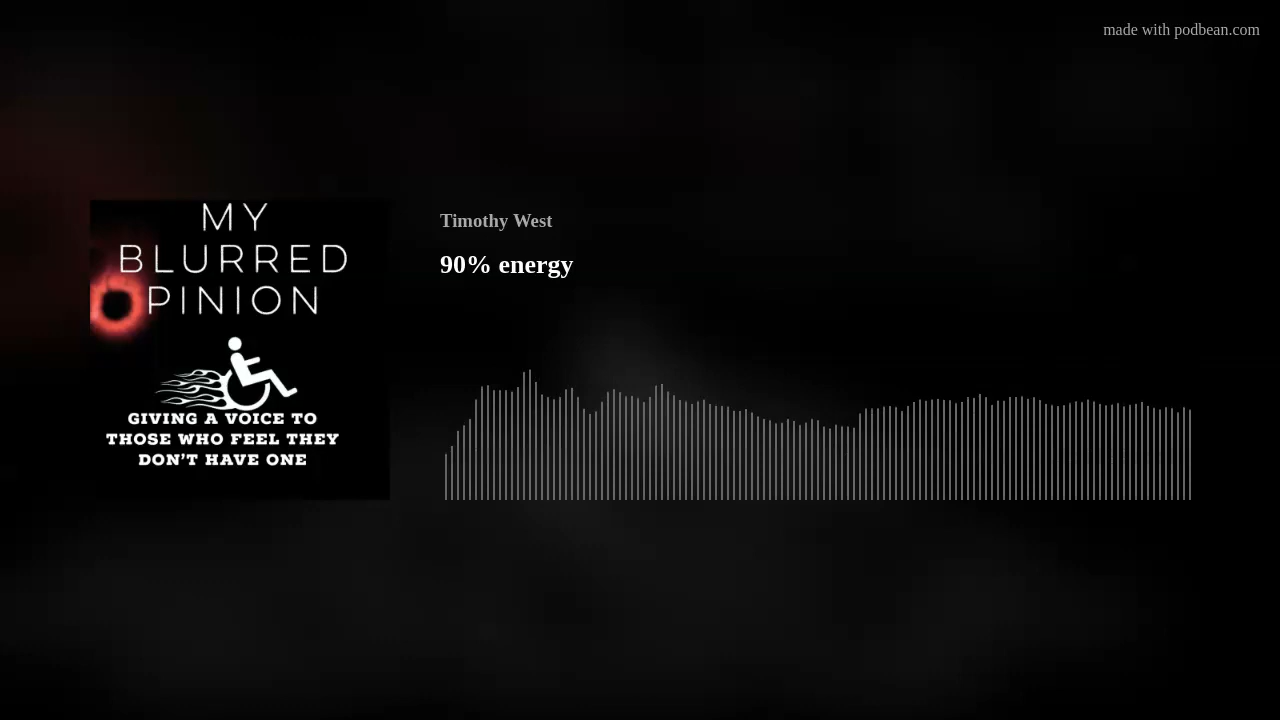 made with podbean.com
MY
BLURRED
OPINION
GIVING A VOICE TO
THOSE WHO FEEL THEY
DON'T HAVE ONE
Timothy West
90% energy